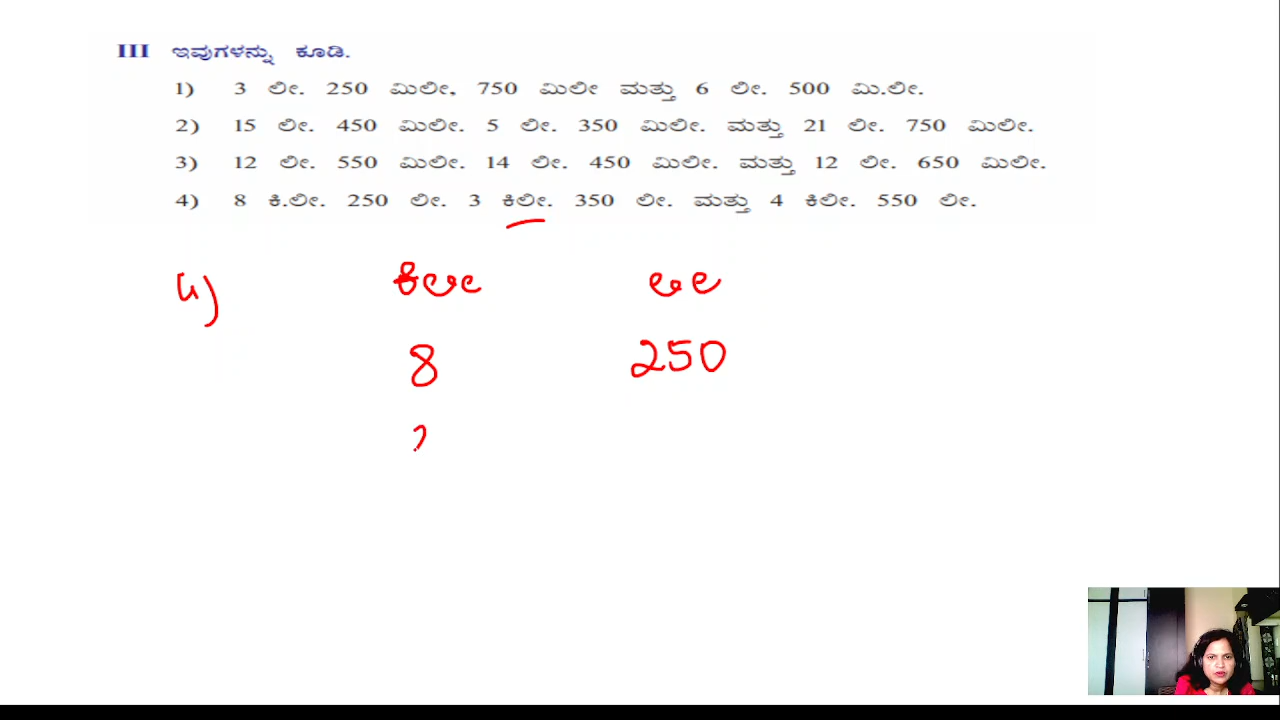 III ಇವುಗಳನ್ನು ಕೂಡಿ.
1) 3 ಲೀ. 250 ಮಿಲೀ, 750 ಮಿಲೀ ಮತ್ತು 6 ಲೀ. 500 ಮಿ.ಲೀ.
2) 15 ಲೀ. 450 ಮಿಲೀ. 5 ಲೀ. 350 ಮಿಲೀ. ಮತ್ತು 21 ಲೀ. 750 ಮಿಲೀ.
3) 12 ಲೀ. 550 ಮಿಲೀ. 14 ಲೀ. 450 ಮಿಲೀ. ಮತ್ತು 12 ಲೀ. 650 ಮಿಲೀ.
4) 8 ಕಿ.ಲೀ. 250 ಲೀ. 3 ಕಿಲೀ. 350 ಲೀ. ಮತ್ತು 4 ಕಿಲೀ. 550 ಲೀ.
4) ಕಿಲೀ ಲೀ
8 250